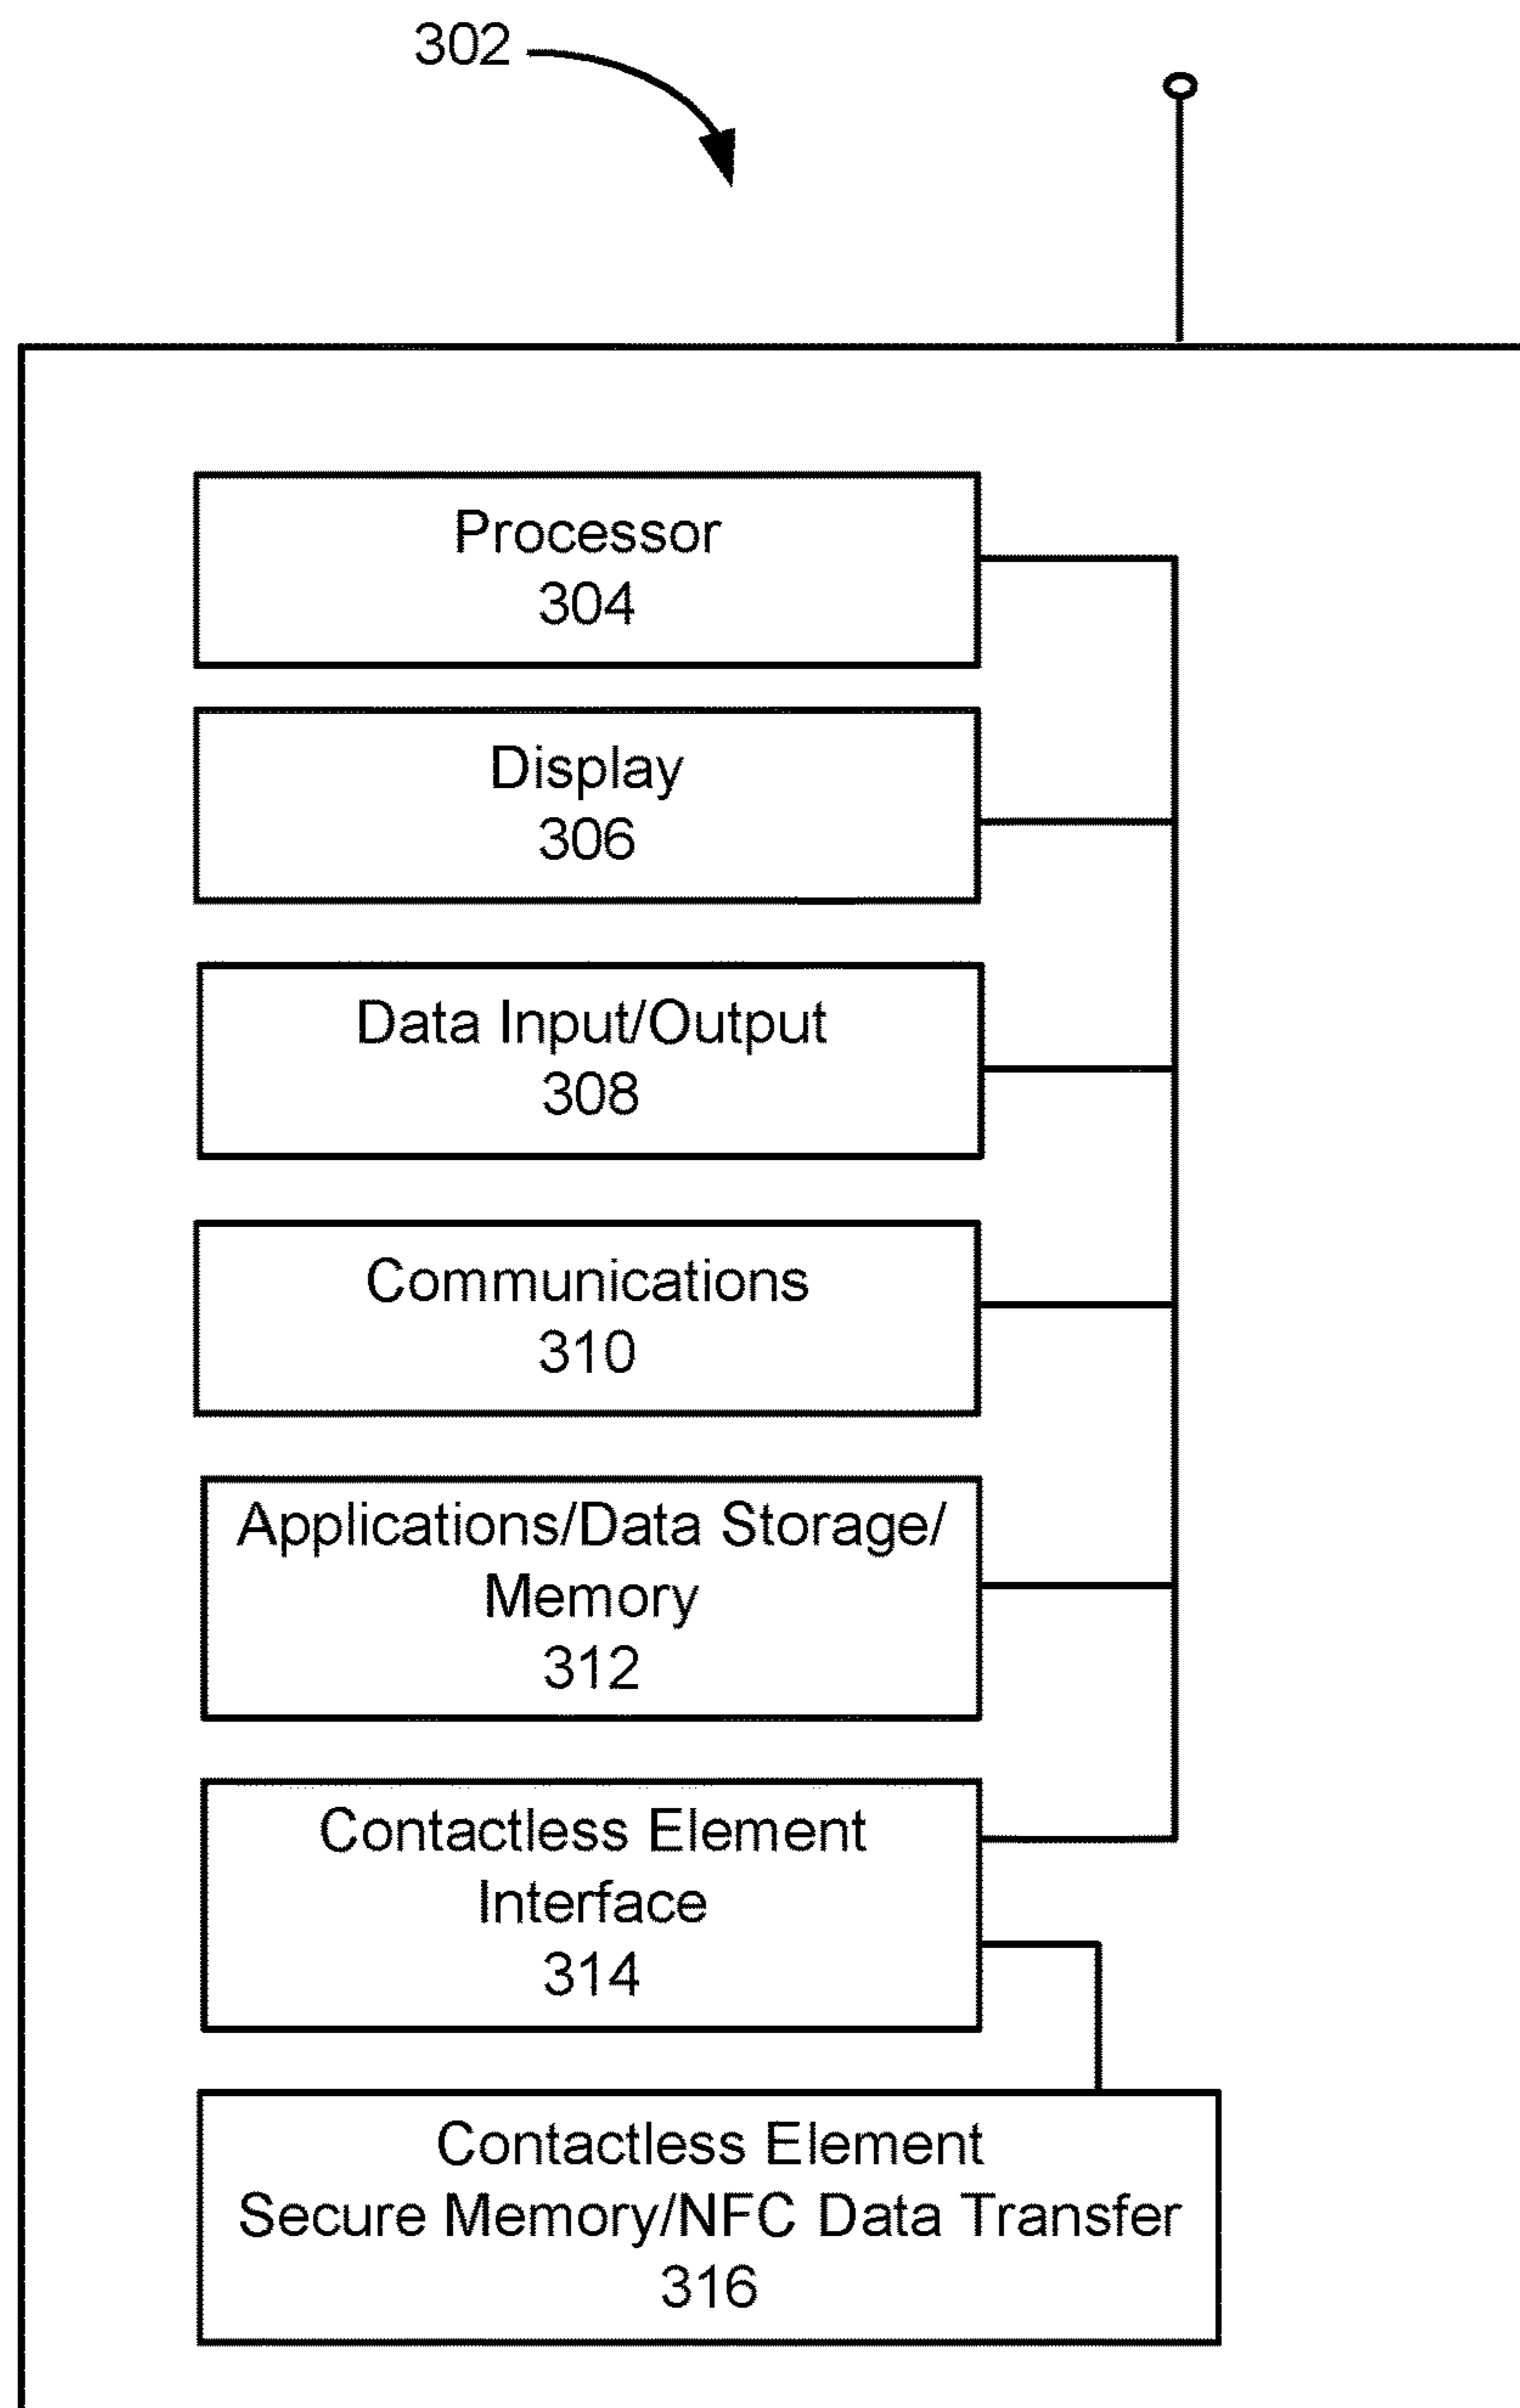 302
Processor
304
Display
306
Data Input/Output
308
Communications
310
Applications/Data Storage/
Memory
312
Contactless Element
Interface
314
Contactless Element
Secure Memory/NFC Data Transfer
316